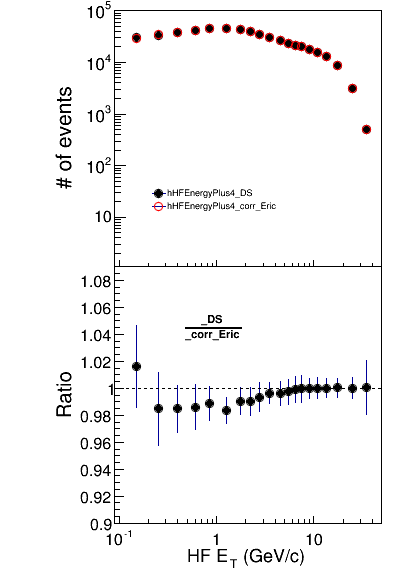 10^5
10^4
10^3
10^2
10
# of events
hHFEnergyPlus4_DS
hHFEnergyPlus4_corr_Eric
1.08
1.06
1.04
1.02
1
0.98
0.96
0.94
0.92
0.9
Ratio
_DS
_corr_Eric
10^-1
1
10
HF E_T (GeV/c)